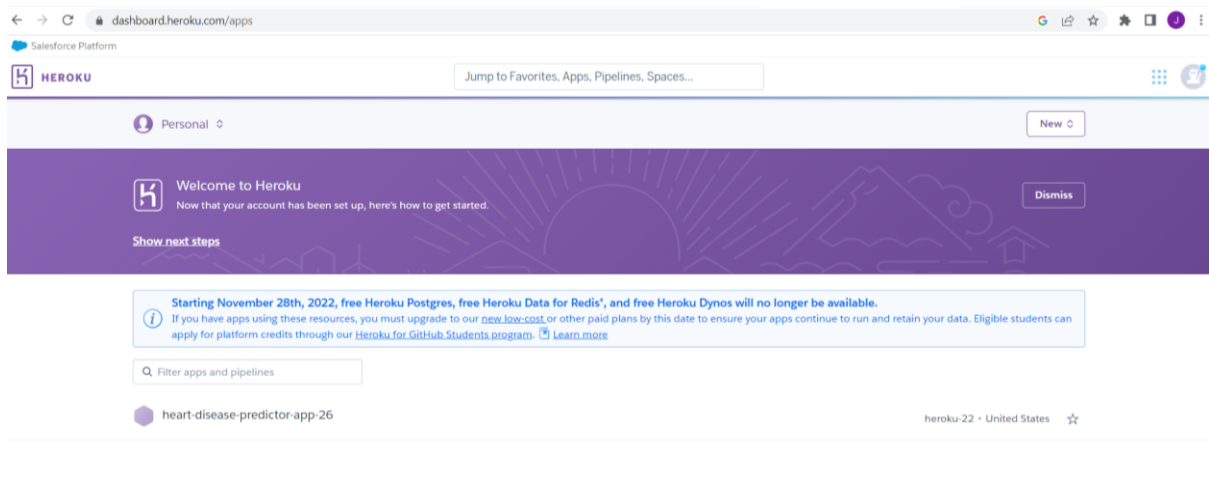 dashboard.heroku.com/apps
G
J
Salesforce Platform
HEROKU
Jump to Favorites, Apps, Pipelines, Spaces...
Personal
New
Welcome to Heroku
Now that your account has been set up, here's how to get started.
Dismiss
Show next steps
Starting November 28th, 2022, free Heroku Postgres, free Heroku Data for Redis*, and free Heroku Dynos will no longer be available.
If you have apps using these resources, you must upgrade to our new low-cost or other paid plans by this date to ensure your apps continue to run and retain your data. Eligible students can
apply for platform credits through our Heroku for GitHub Students program. Learn more
Filter apps and pipelines
heart-disease-predictor-app-26
heroku-22 · United States